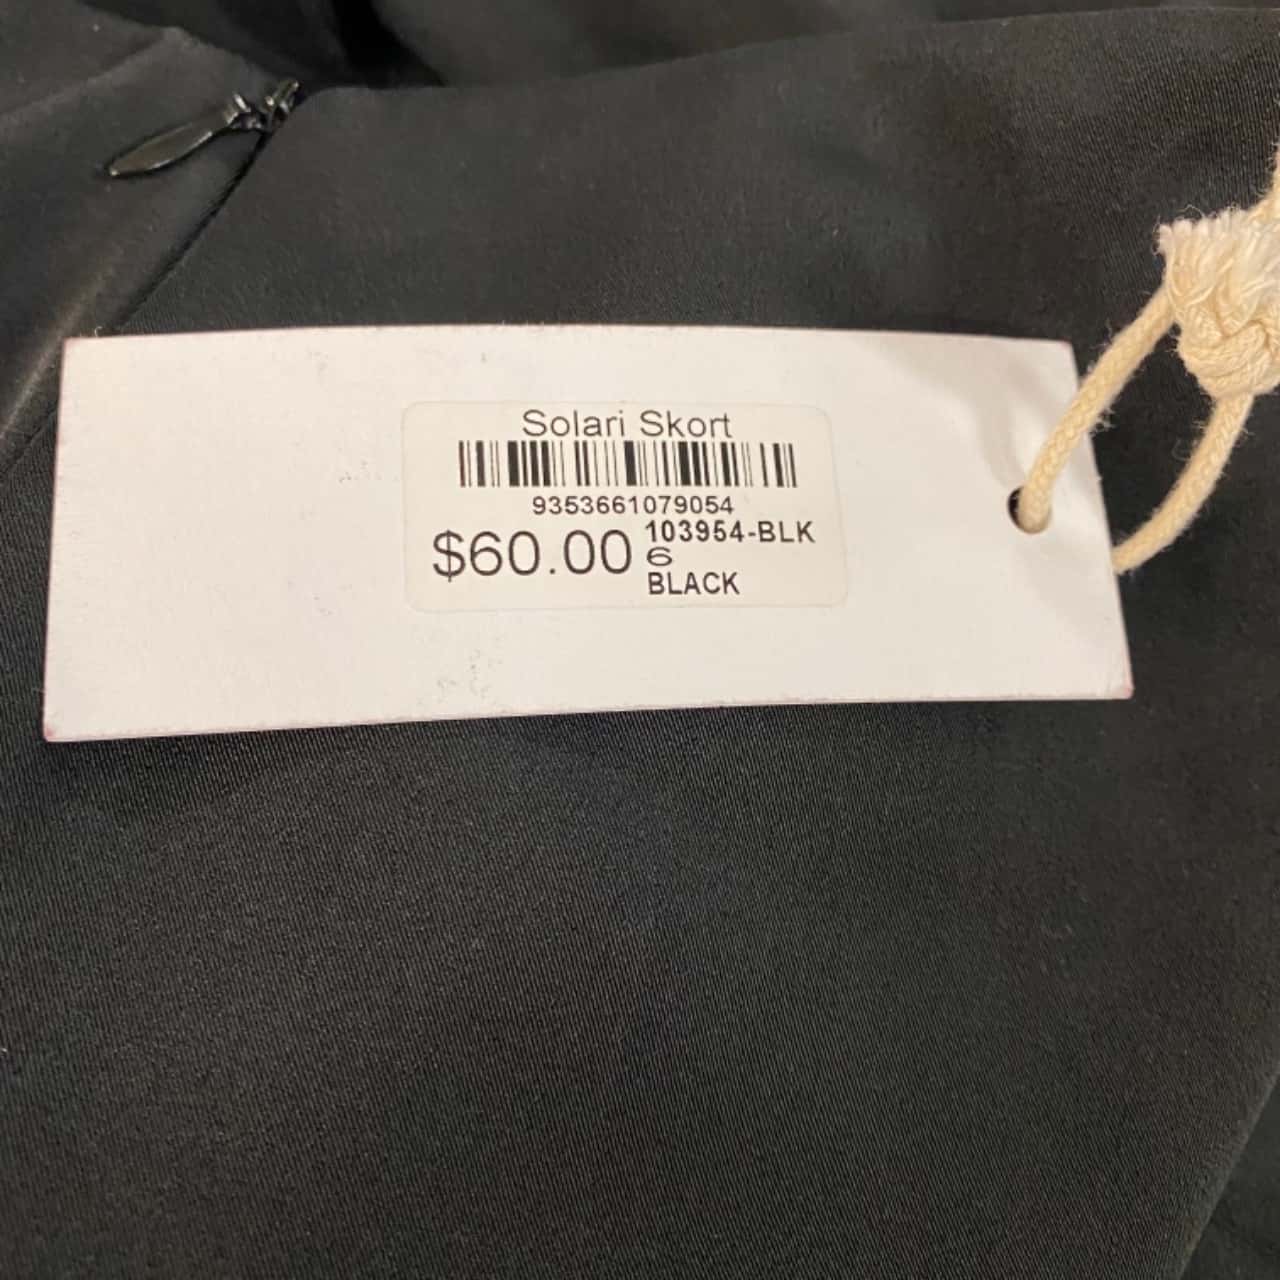 Solari Skort
9353661079054
$60.00
103954-BLK
6
BLACK